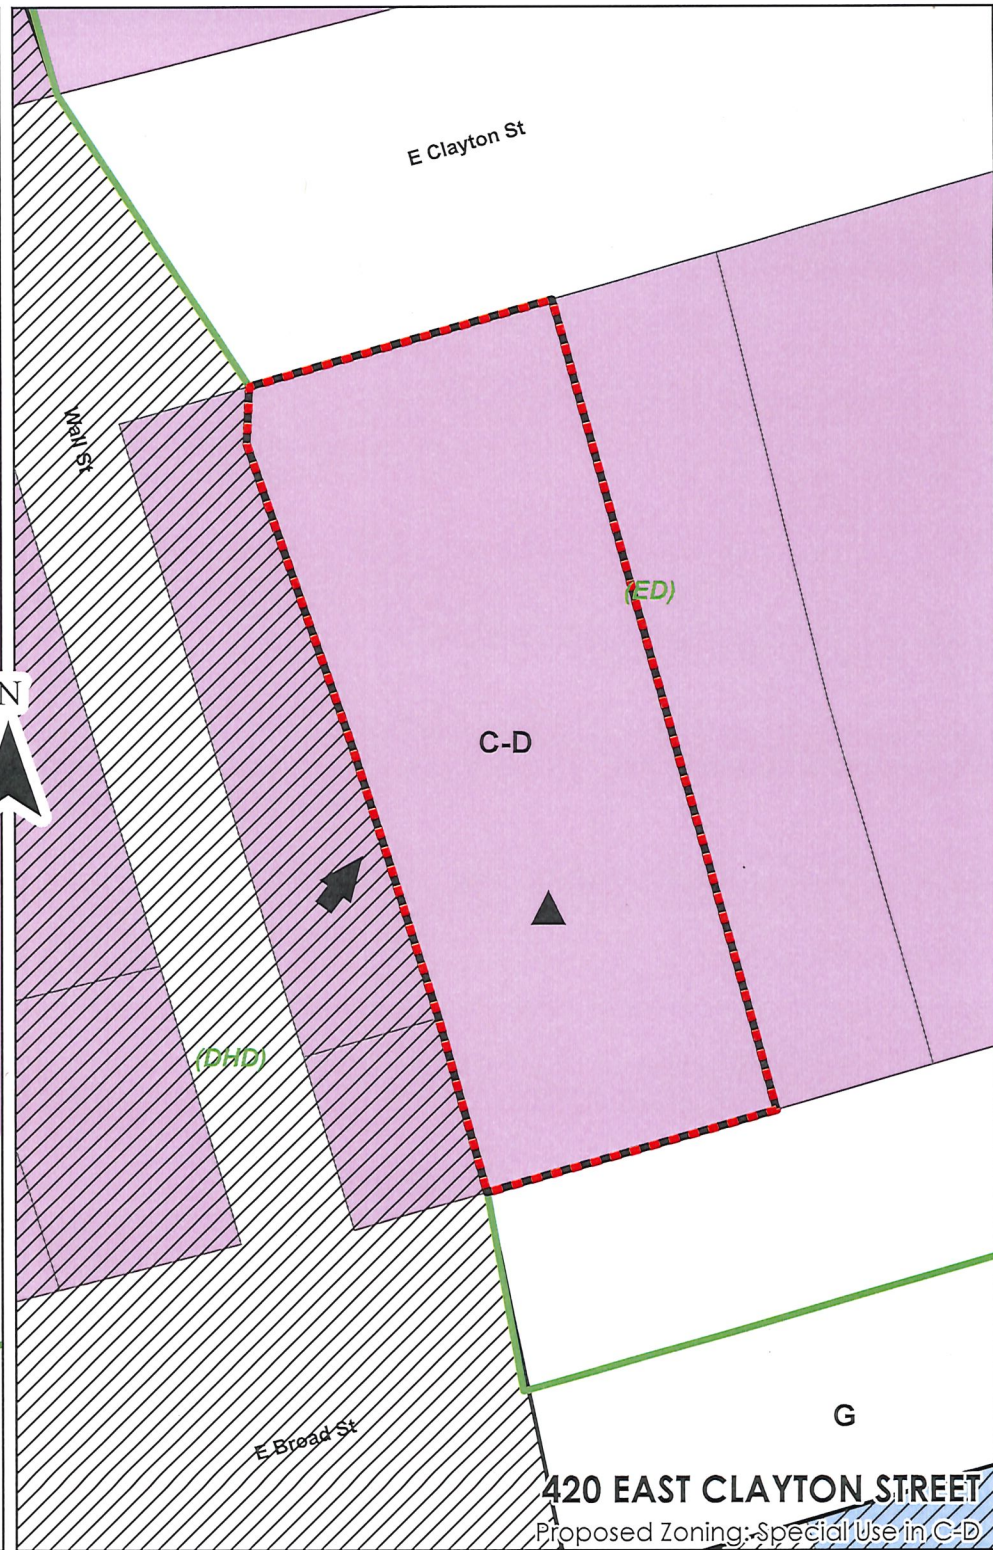 E Clayton St
Wall St
(ED)
N
C-D
(DHD)
G
E Broad St
420 EAST CLAYTON STREET
Proposed Zoning: Special Use in C-D